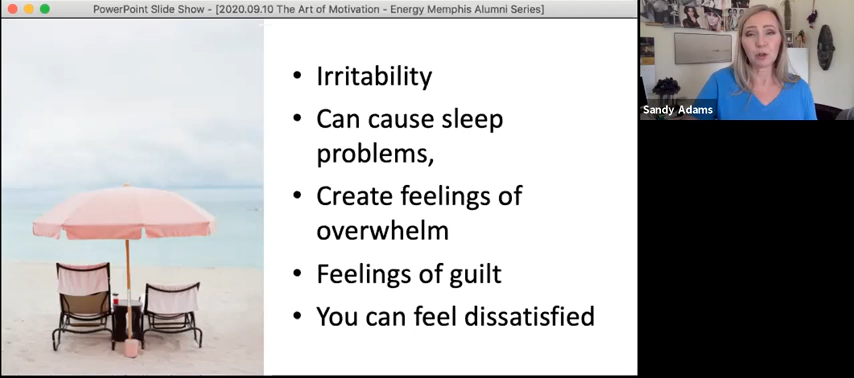 PowerPoint Slide Show - [2020.09.10 The Art of Motivation - Energy Memphis Alumni Series]
• Irritability
• Can cause sleep
problems,
• Create feelings of
overwhelm
• Feelings of guilt
• You can feel dissatisfied
Sandy Adams